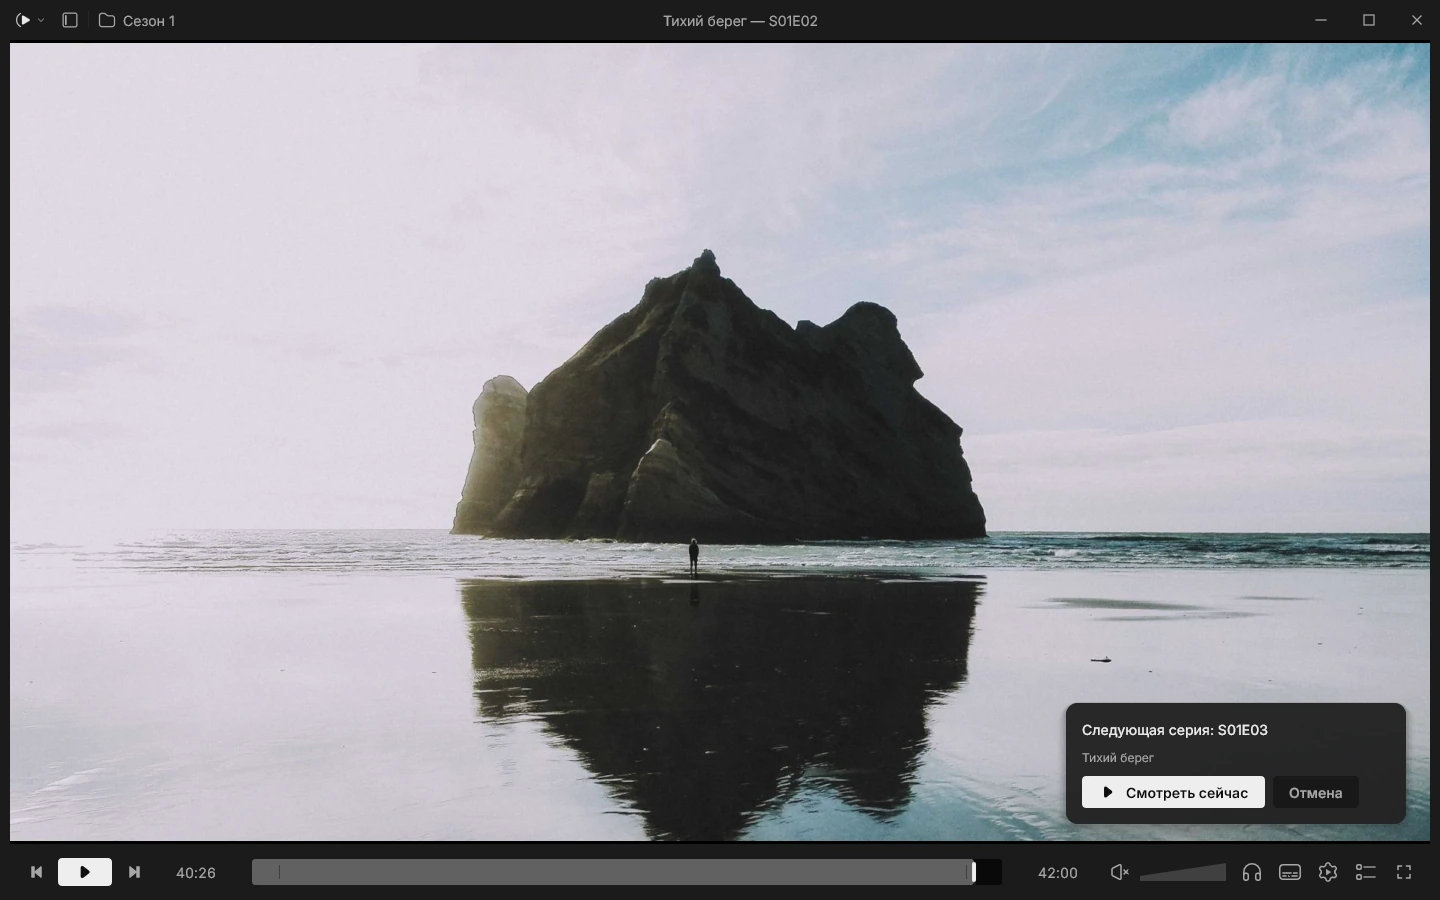 Сезон 1
Тихий берег — S01E02
Следующая серия: S01E03
Тихий берег
Смотреть сейчас
Отмена
40:26
42:00